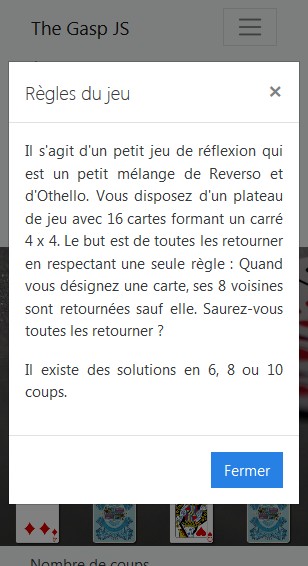 The Gasp JS
Règles du jeu
×
Il s'agit d'un petit jeu de réflexion qui
est un petit mélange de Reverso et
d'Othello. Vous disposez d'un plateau
de jeu avec 16 cartes formant un carré
4 x 4. Le but est de toutes les retourner
en respectant une seule règle : Quand
vous désignez une carte, ses 8 voisines
sont retournées sauf elle. Saurez-vous
toutes les retourner ?
Il existe des solutions en 6, 8 ou 10
coups.
Fermer
Nombre de coups